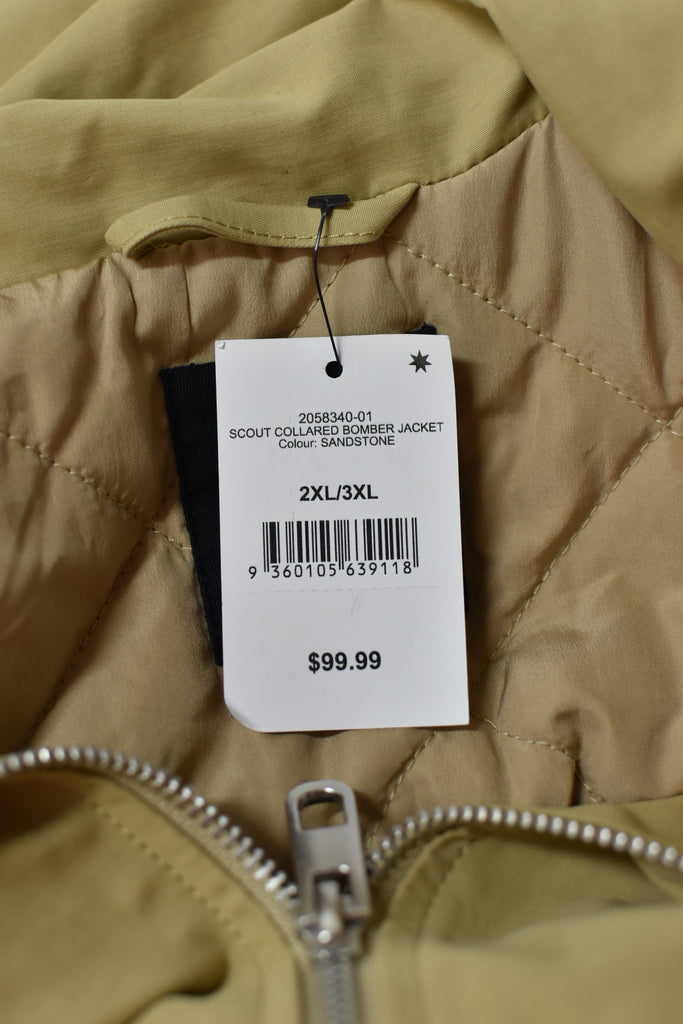 2058340-01
SCOUT COLLARED BOMBER JACKET
Colour: SANDSTONE
2XL/3XL
9 360105 639118
$99.99